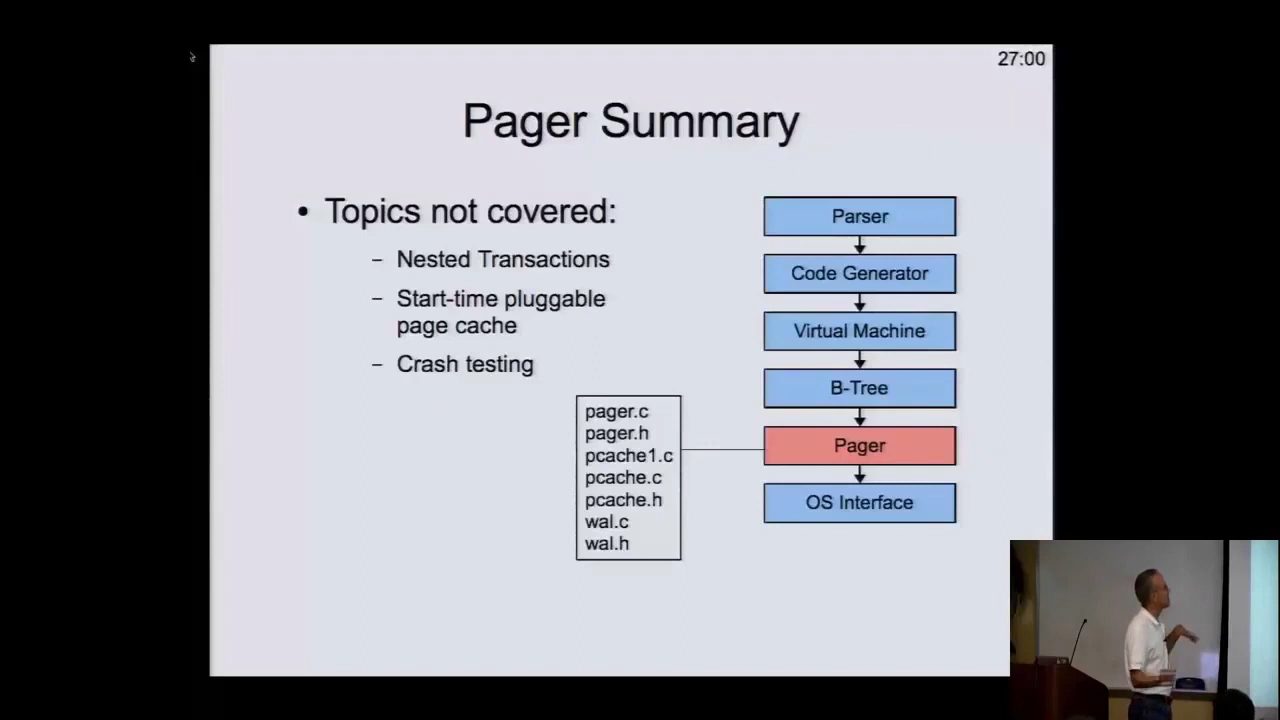 27:00
Pager Summary
• Topics not covered:
– Nested Transactions
– Start-time pluggable
page cache
– Crash testing
Parser
Code Generator
Virtual Machine
B-Tree
Pager
OS Interface
pager.c
pager.h
pcache1.c
pcache.c
pcache.h
wal.c
wal.h